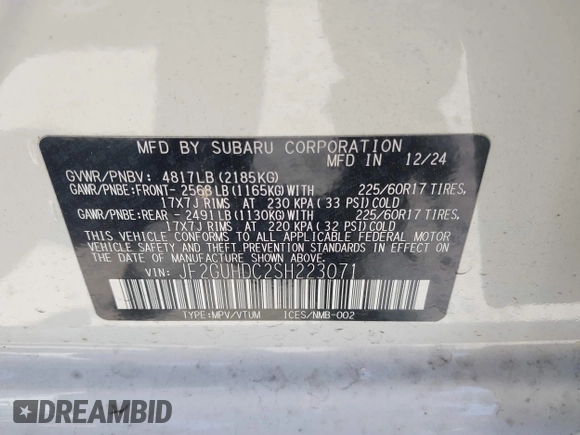 MFD BY SUBARU CORPORATION
MFD IN 12/24
GVWR/PNBV: 4817LB (2185KG)
GAWR/PNBE:FRONT- 2568LB (1165KG) WITH 225/60R17 TIRES,
17X7J RIMS AT 230 KPA (33 PSI) COLD
GAWR/PNBE:REAR - 2491LB (1130KG) WITH 225/60R17 TIRES,
17X7J RIMS AT 220 KPA (32 PSI) COLD
THIS VEHICLE CONFORMS TO ALL APPLICABLE FEDERAL MOTOR
VEHICLE SAFETY AND THEFT PREVENTION STANDARDS IN EFFECT ON
THE DATE OF MANUFACTURE SHOWN ABOVE.
VIN: JF2GUHDC2SH223071
TYPE:MPV/VTUM ICES/NMB-002
DREAMBID